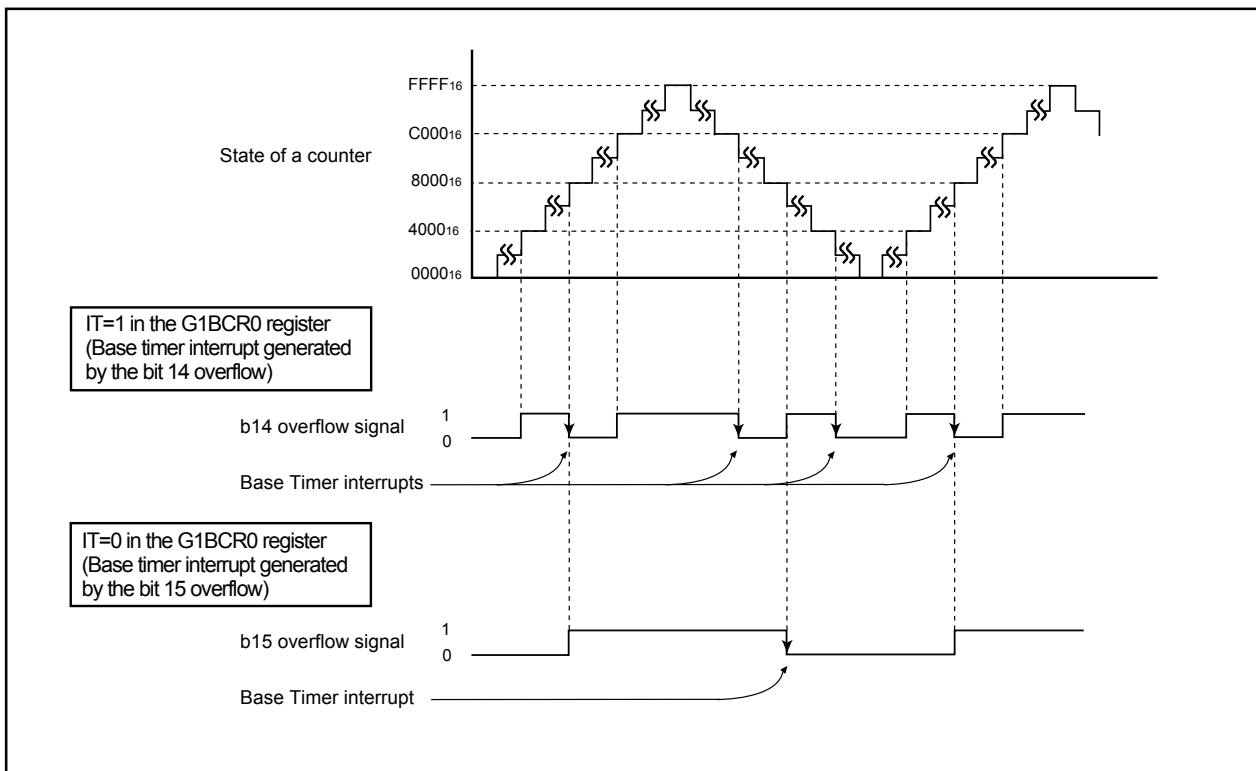 FFFF16
C00016
State of a counter
800016
400016
000016
IT=1 in the G1BCR0 register
(Base timer interrupt generated
by the bit 14 overflow)
b14 overflow signal
1
0
Base Timer interrupts
IT=0 in the G1BCR0 register
(Base timer interrupt generated
by the bit 15 overflow)
b15 overflow signal
1
0
Base Timer interrupt